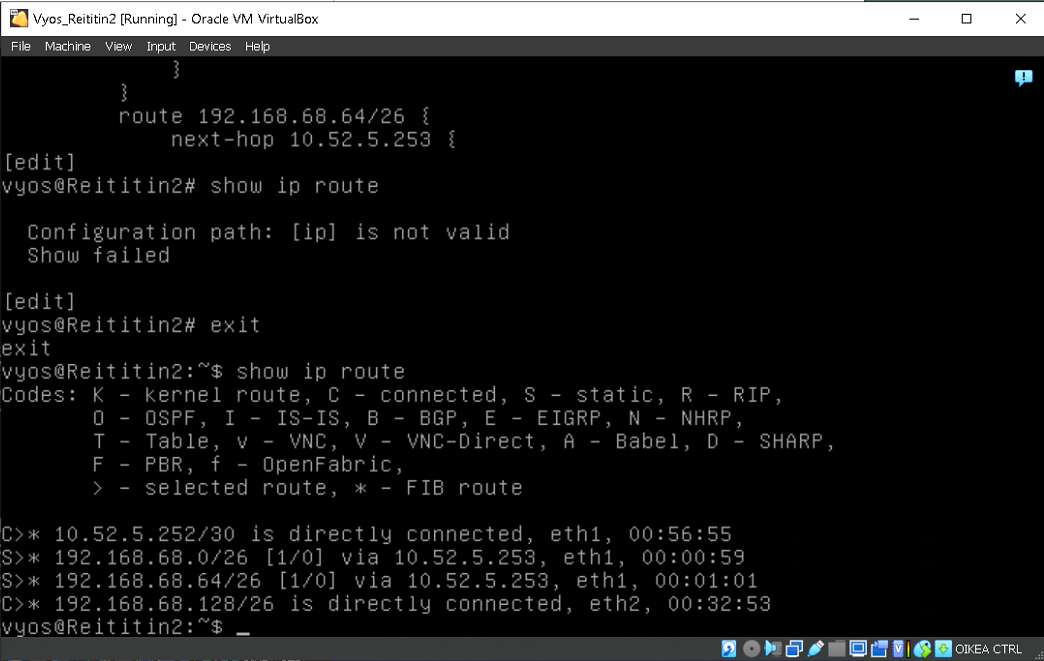 Vyos_Reititin2 [Running] - Oracle VM VirtualBox
File Machine View Input Devices Help
}
}
route 192.168.68.64/26 {
next-hop 10.52.5.253 {
[edit]
vyos@Reititin2# show ip route
Configuration path: [ip] is not valid
Show failed
[edit]
vyos@Reititin2# exit
exit
vyos@Reititin2:~$ show ip route
Codes: K - kernel route, C - connected, S - static, R - RIP,
O - OSPF, I - IS-IS, B - BGP, E - EIGRP, N - NHRP,
T - Table, v - VNC, V - VNC-Direct, A - Babel, D - SHARP,
F - PBR, f - OpenFabric,
> - selected route, * - FIB route
C>* 10.52.5.252/30 is directly connected, eth1, 00:56:55
S>* 192.168.68.0/26 [1/0] via 10.52.5.253, eth1, 00:00:59
S>* 192.168.68.64/26 [1/0] via 10.52.5.253, eth1, 00:01:01
C>* 192.168.68.128/26 is directly connected, eth2, 00:32:53
vyos@Reititin2:~$ _
OIKEA CTRL